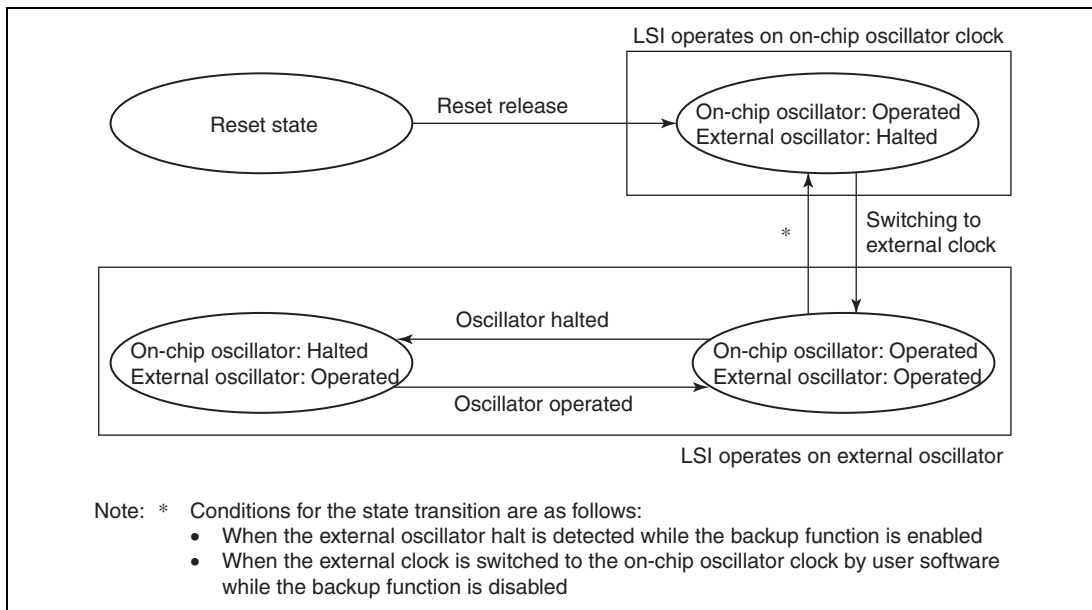 LSI operates on on-chip oscillator clock
Reset state
Reset release
On-chip oscillator: Operated
External oscillator: Halted
*
Switching to
external clock
Oscillator halted
On-chip oscillator: Halted
External oscillator: Operated
On-chip oscillator: Operated
External oscillator: Operated
Oscillator operated
LSI operates on external oscillator
Note: * Conditions for the state transition are as follows:
• When the external oscillator halt is detected while the backup function is enabled
• When the external clock is switched to the on-chip oscillator clock by user software
while the backup function is disabled